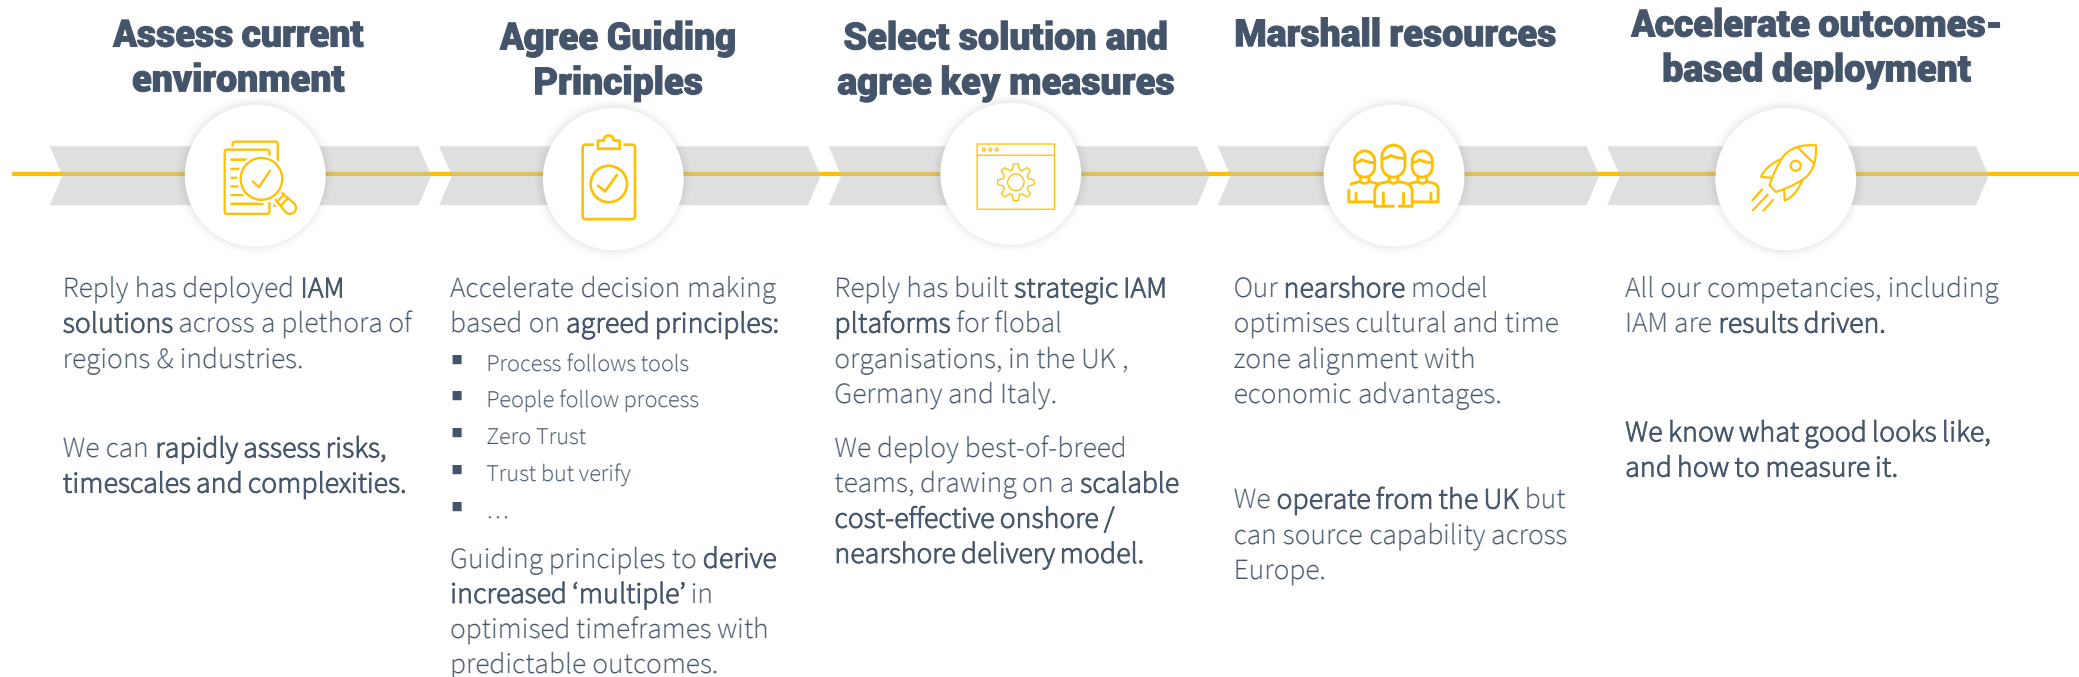 Assess current
environment
Agree Guiding
Principles
Select solution and
agree key measures
Marshall resources
Accelerate outcomes-
based deployment
Reply has deployed IAM
solutions across a plethora of
regions & industries.
We can rapidly assess risks,
timescales and complexities.
Accelerate decision making
based on agreed principles:
▪ Process follows tools
▪ People follow process
▪ Zero Trust
▪ Trust but verify
▪ …
Guiding principles to derive
increased ‘multiple’ in
optimised timeframes with
predictable outcomes.
Reply has built strategic IAM
pltaforms for flobal
organisations, in the UK ,
Germany and Italy.
We deploy best-of-breed
teams, drawing on a scalable
cost-effective onshore /
nearshore delivery model.
Our nearshore model
optimises cultural and time
zone alignment with
economic advantages.
We operate from the UK but
can source capability across
Europe.
All our competancies, including
IAM are results driven.
We know what good looks like,
and how to measure it.